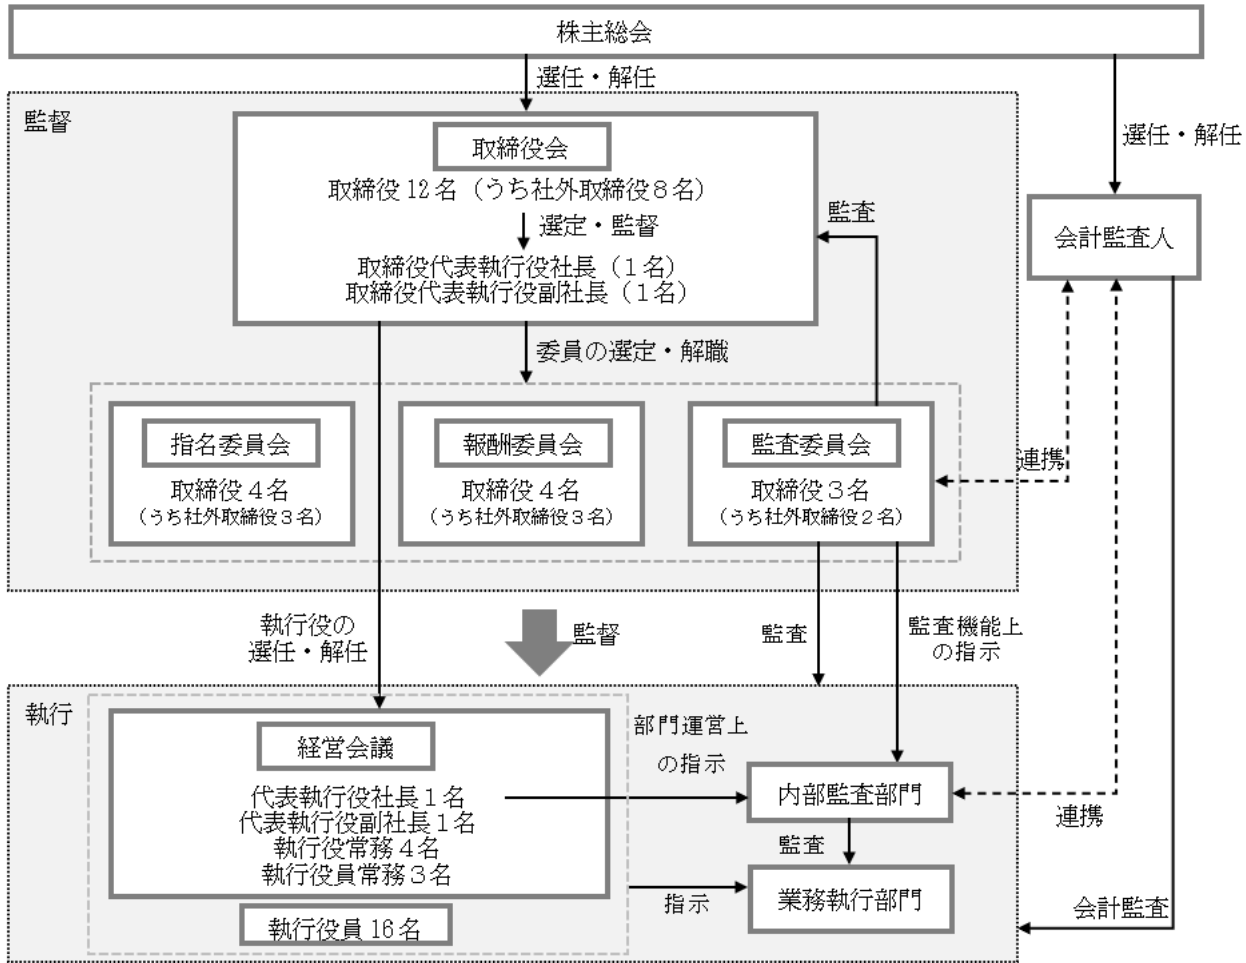 株主総会
選任・解任
監督
取締役会
選任・解任
取締役12名（うち社外取締役８名）
監査
選定・監督
会計監査人
取締役代表執行役社長（１名）
取締役代表執行役副社長（１名）
委員の選定・解職
指名委員会
報酬委員会
監査委員会
連携
取締役４名
（うち社外取締役３名）
取締役４名
（うち社外取締役３名）
取締役３名
（うち社外取締役２名）
執行役の
選任・解任
監督
監査
監査機能上
の指示
執行
経営会議
部門運営上
の指示
代表執行役社長１名
代表執行役副社長１名
執行役常務４名
執行役員常務３名
内部監査部門
連携
監査
指示
業務執行部門
会計監査
執行役員16名